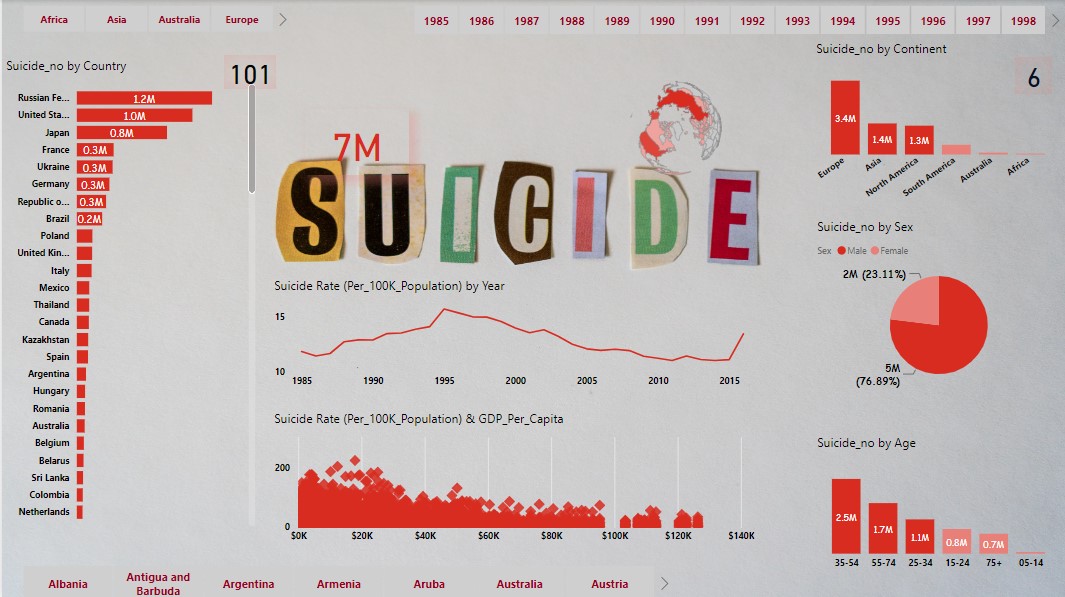 Africa Asia Australia Europe
1985 1986 1987 1988 1989 1990 1991 1992 1993 1994 1995 1996 1997 1998
Suicide_no by Country
101
Russian Fe... 1.2M
United Sta... 1.0M
Japan 0.8M
France 0.3M
Ukraine 0.3M
Germany 0.3M
Republic o... 0.3M
Brazil 0.2M
Poland
United Kin...
Italy
Mexico
Thailand
Canada
Kazakhstan
Spain
Argentina
Hungary
Romania
Australia
Belgium
Belarus
Sri Lanka
Colombia
Netherlands
7M
SUICIDE
Suicide Rate (Per_100K_Population) by Year
15
10
1985 1990 1995 2000 2005 2010 2015
Suicide Rate (Per_100K_Population) & GDP_Per_Capita
200
0
$0K $20K $40K $60K $80K $100K $120K $140K
Suicide_no by Continent
6
3.4M 1.4M 1.3M
Europe Asia North America South America Australia Africa
Suicide_no by Sex
Sex Male Female
2M (23.11%)
5M
(76.89%)
Suicide_no by Age
2.5M 1.7M 1.1M 0.8M 0.7M
35-54 55-74 25-34 15-24 75+ 05-14
Albania Antigua and Barbuda Argentina Armenia Aruba Australia Austria